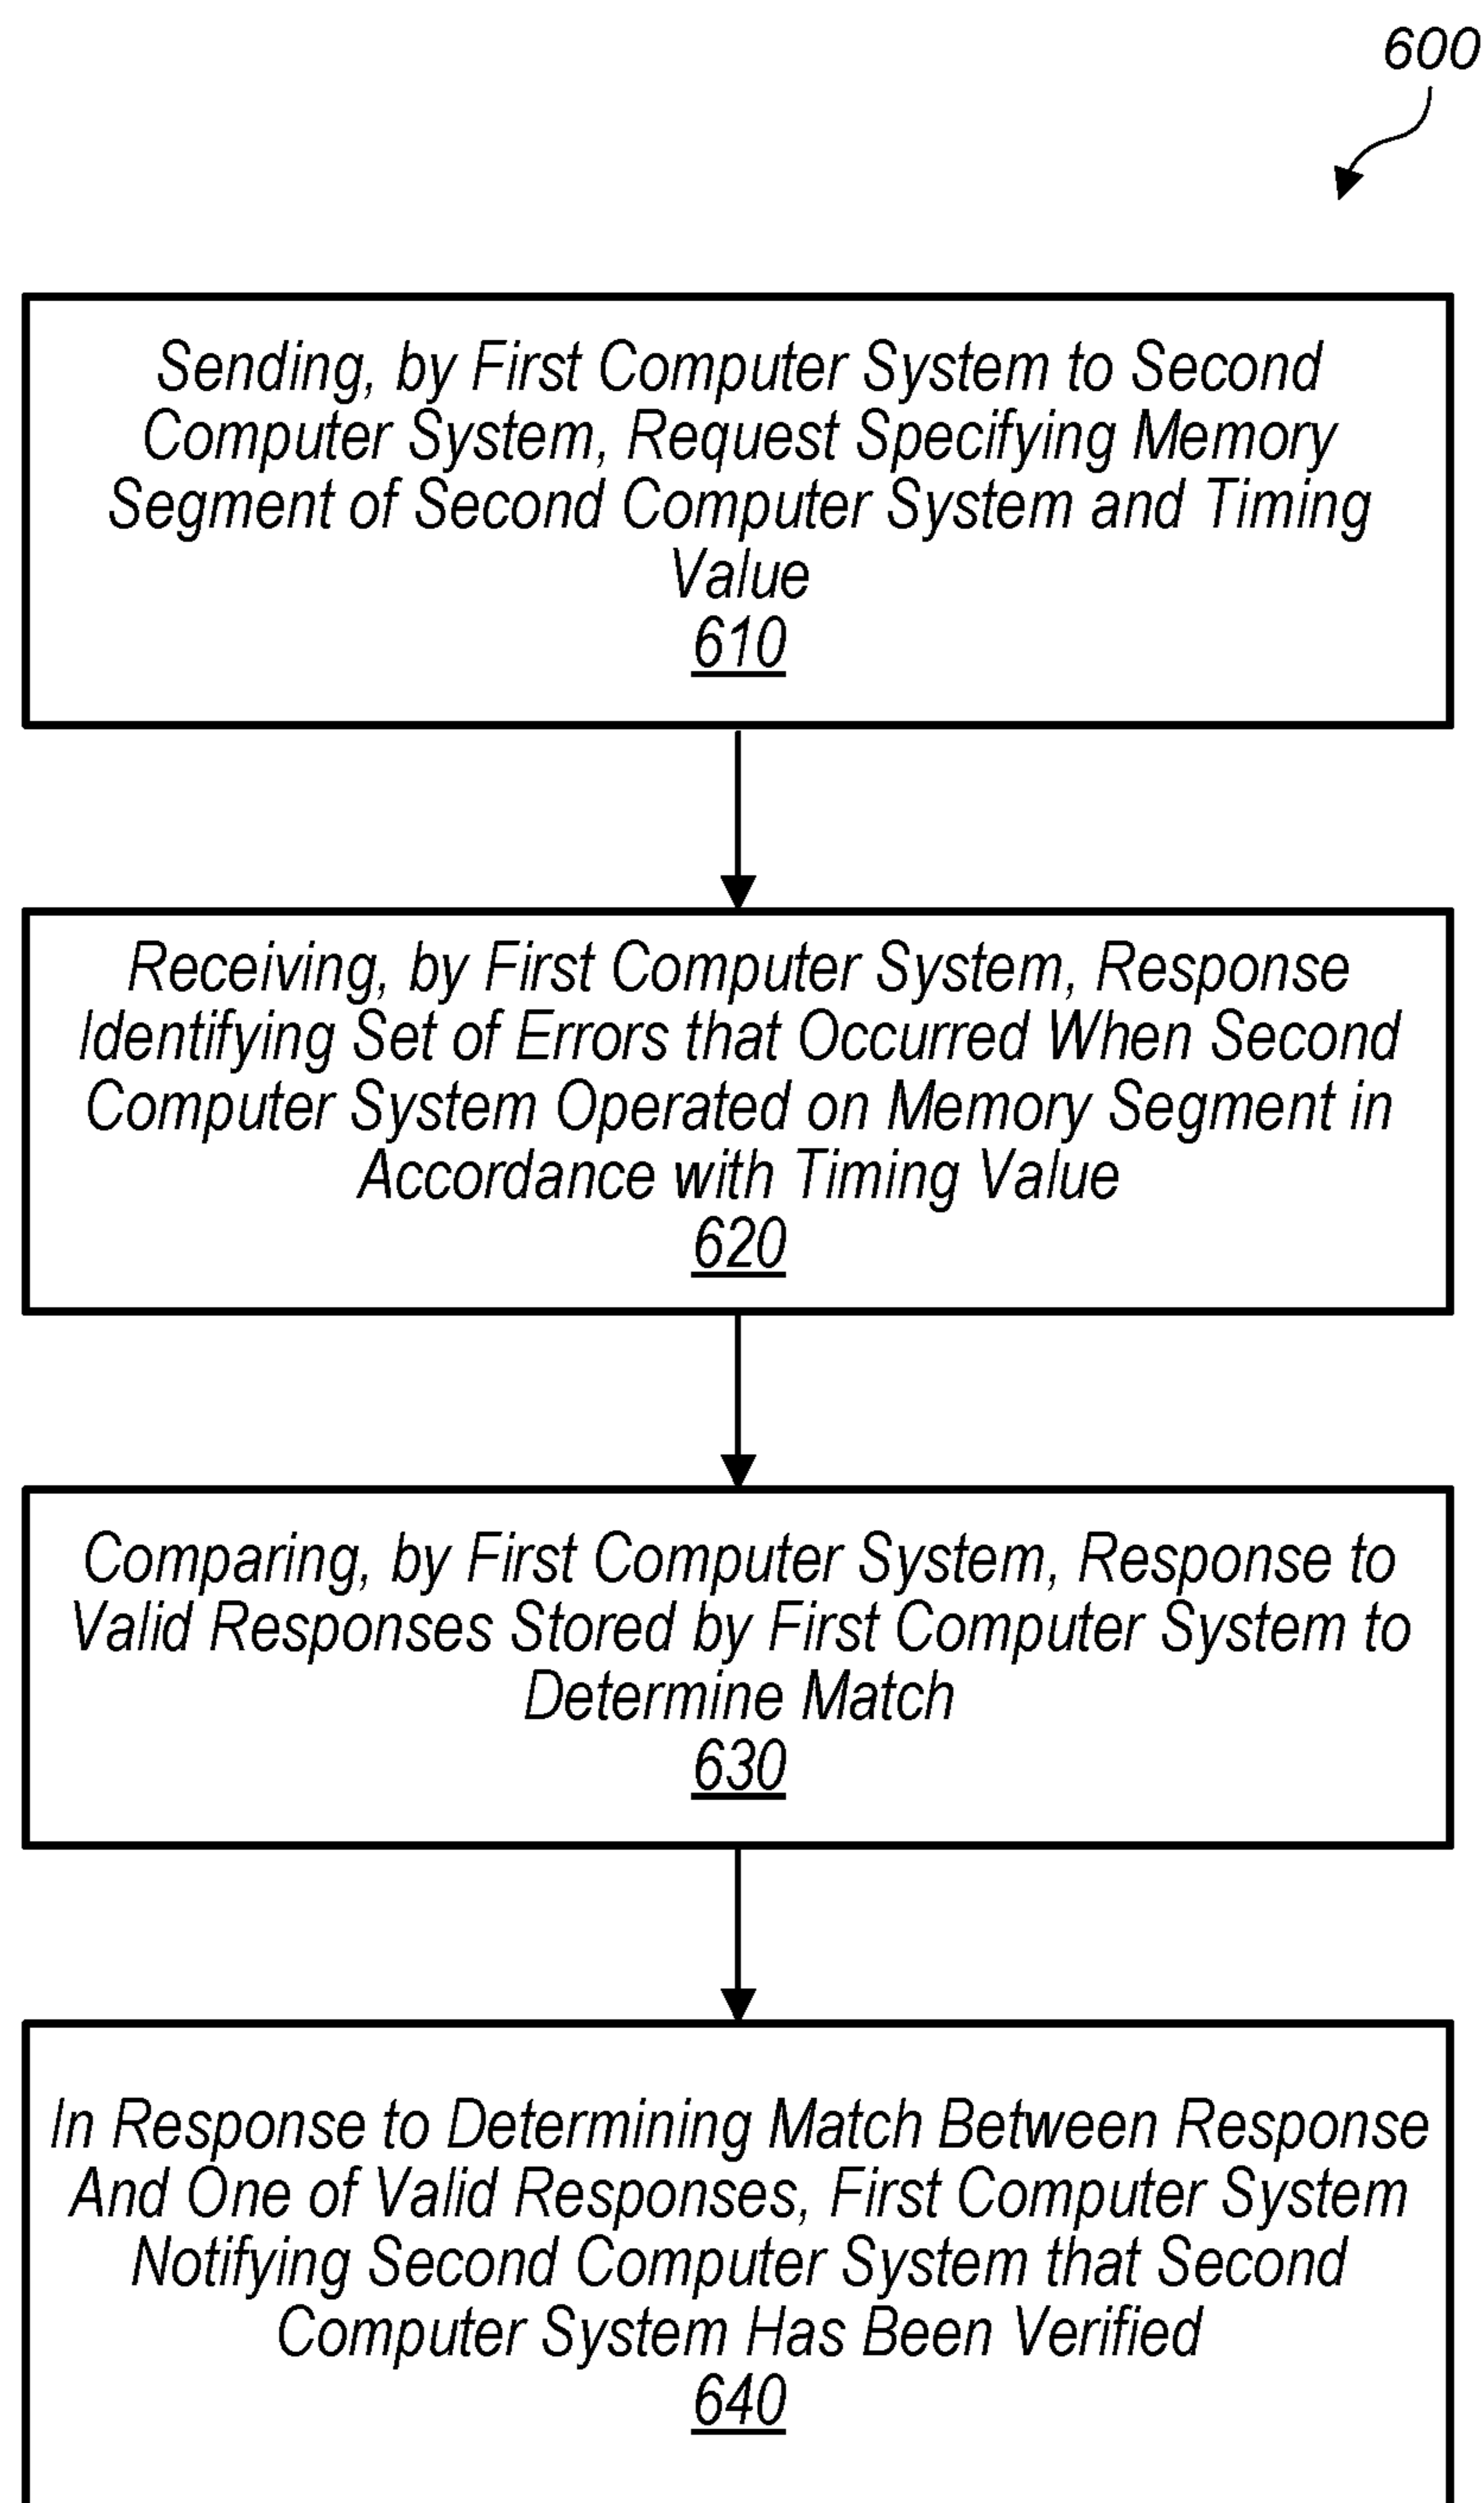 600
Sending, by First Computer System to Second
Computer System, Request Specifying Memory
Segment of Second Computer System and Timing
Value
610
Receiving, by First Computer System, Response
Identifying Set of Errors that Occurred When Second
Computer System Operated on Memory Segment in
Accordance with Timing Value
620
Comparing, by First Computer System, Response to
Valid Responses Stored by First Computer System to
Determine Match
630
In Response to Determining Match Between Response
And One of Valid Responses, First Computer System
Notifying Second Computer System that Second
Computer System Has Been Verified
640